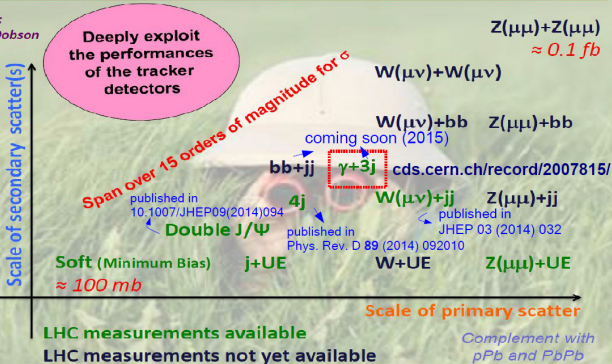 Dobson
Deeply exploit
the performances
of the tracker
detectors
Z(μμ)+Z(μμ)
≈ 0.1 fb
W(μν)+W(μν)
Span over 15 orders of magnitude for σ
W(μν)+bb Z(μμ)+bb
coming soon (2015)
bb+jj γ+3j cds.cern.ch/record/2007815/
published in
10.1007/JHEP09(2014)094
4j W(μν)+jj Z(μμ)+jj
Double J/Ψ
published in
Phys. Rev. D 89 (2014) 092010
published in
JHEP 03 (2014) 032
Soft (Minimum Bias) j+UE W+UE Z(μμ)+UE
≈ 100 mb
Scale of secondary scatter(s)
Scale of primary scatter
LHC measurements available
LHC measurements not yet available
Complement with
pPb and PbPb